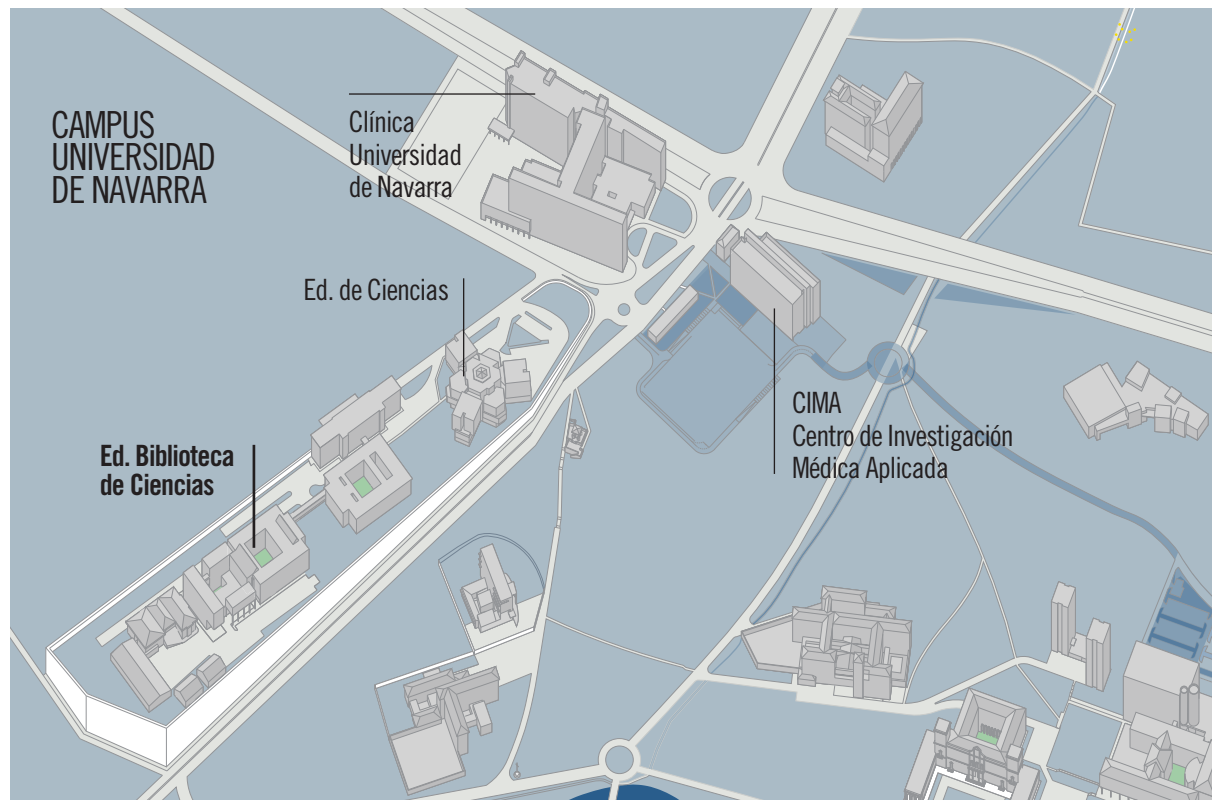 CAMPUS
UNIVERSIDAD
DE NAVARRA
Clínica
Universidad
de Navarra
Ed. de Ciencias
Ed. Biblioteca
de Ciencias
CIMA
Centro de Investigación
Médica Aplicada